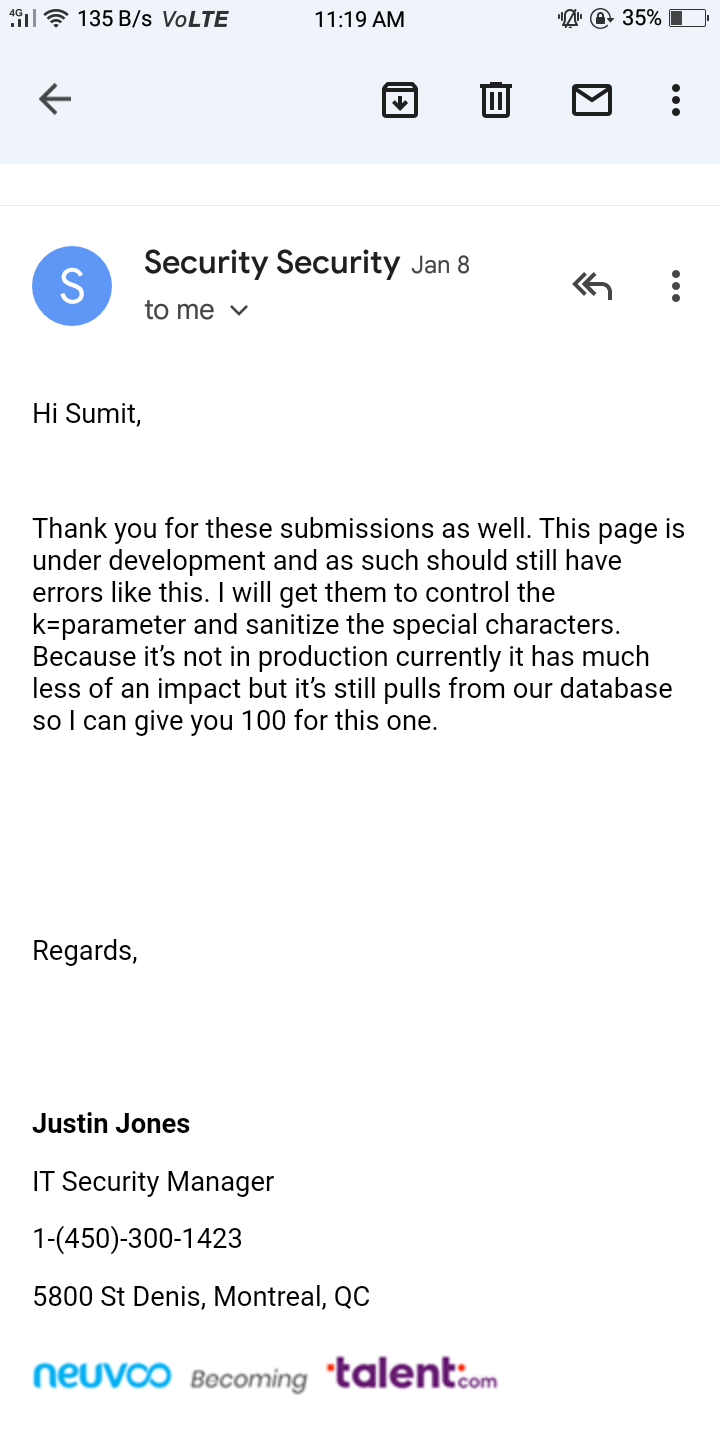 4G 135 B/s VoLTE 11:19 AM 35%
S
Security Security Jan 8
to me
Hi Sumit,
Thank you for these submissions as well. This page is
under development and as such should still have
errors like this. I will get them to control the
k=parameter and sanitize the special characters.
Because it's not in production currently it has much
less of an impact but it's still pulls from our database
so I can give you 100 for this one.
Regards,
Justin Jones
IT Security Manager
1-(450)-300-1423
5800 St Denis, Montreal, QC
neuvoo Becoming talent.com